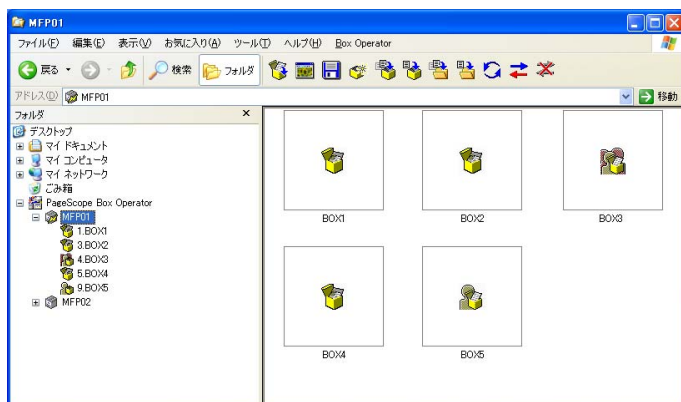 MFP01
ファイル(F) 編集(E) 表示(V) お気に入り(A) ツール(T) ヘルプ(H) Box Operator
戻る 検索 フォルダ
アドレス(D) MFP01 移動
フォルダ ×
デスクトップ
マイ ドキュメント
マイ コンピュータ
マイ ネットワーク
ごみ箱
PageScope Box Operator
MFP01
1.BOX1
3.BOX2
4.BOX3
5.BOX4
9.BOX5
MFP02
BOX1 BOX2 BOX3
BOX4 BOX5